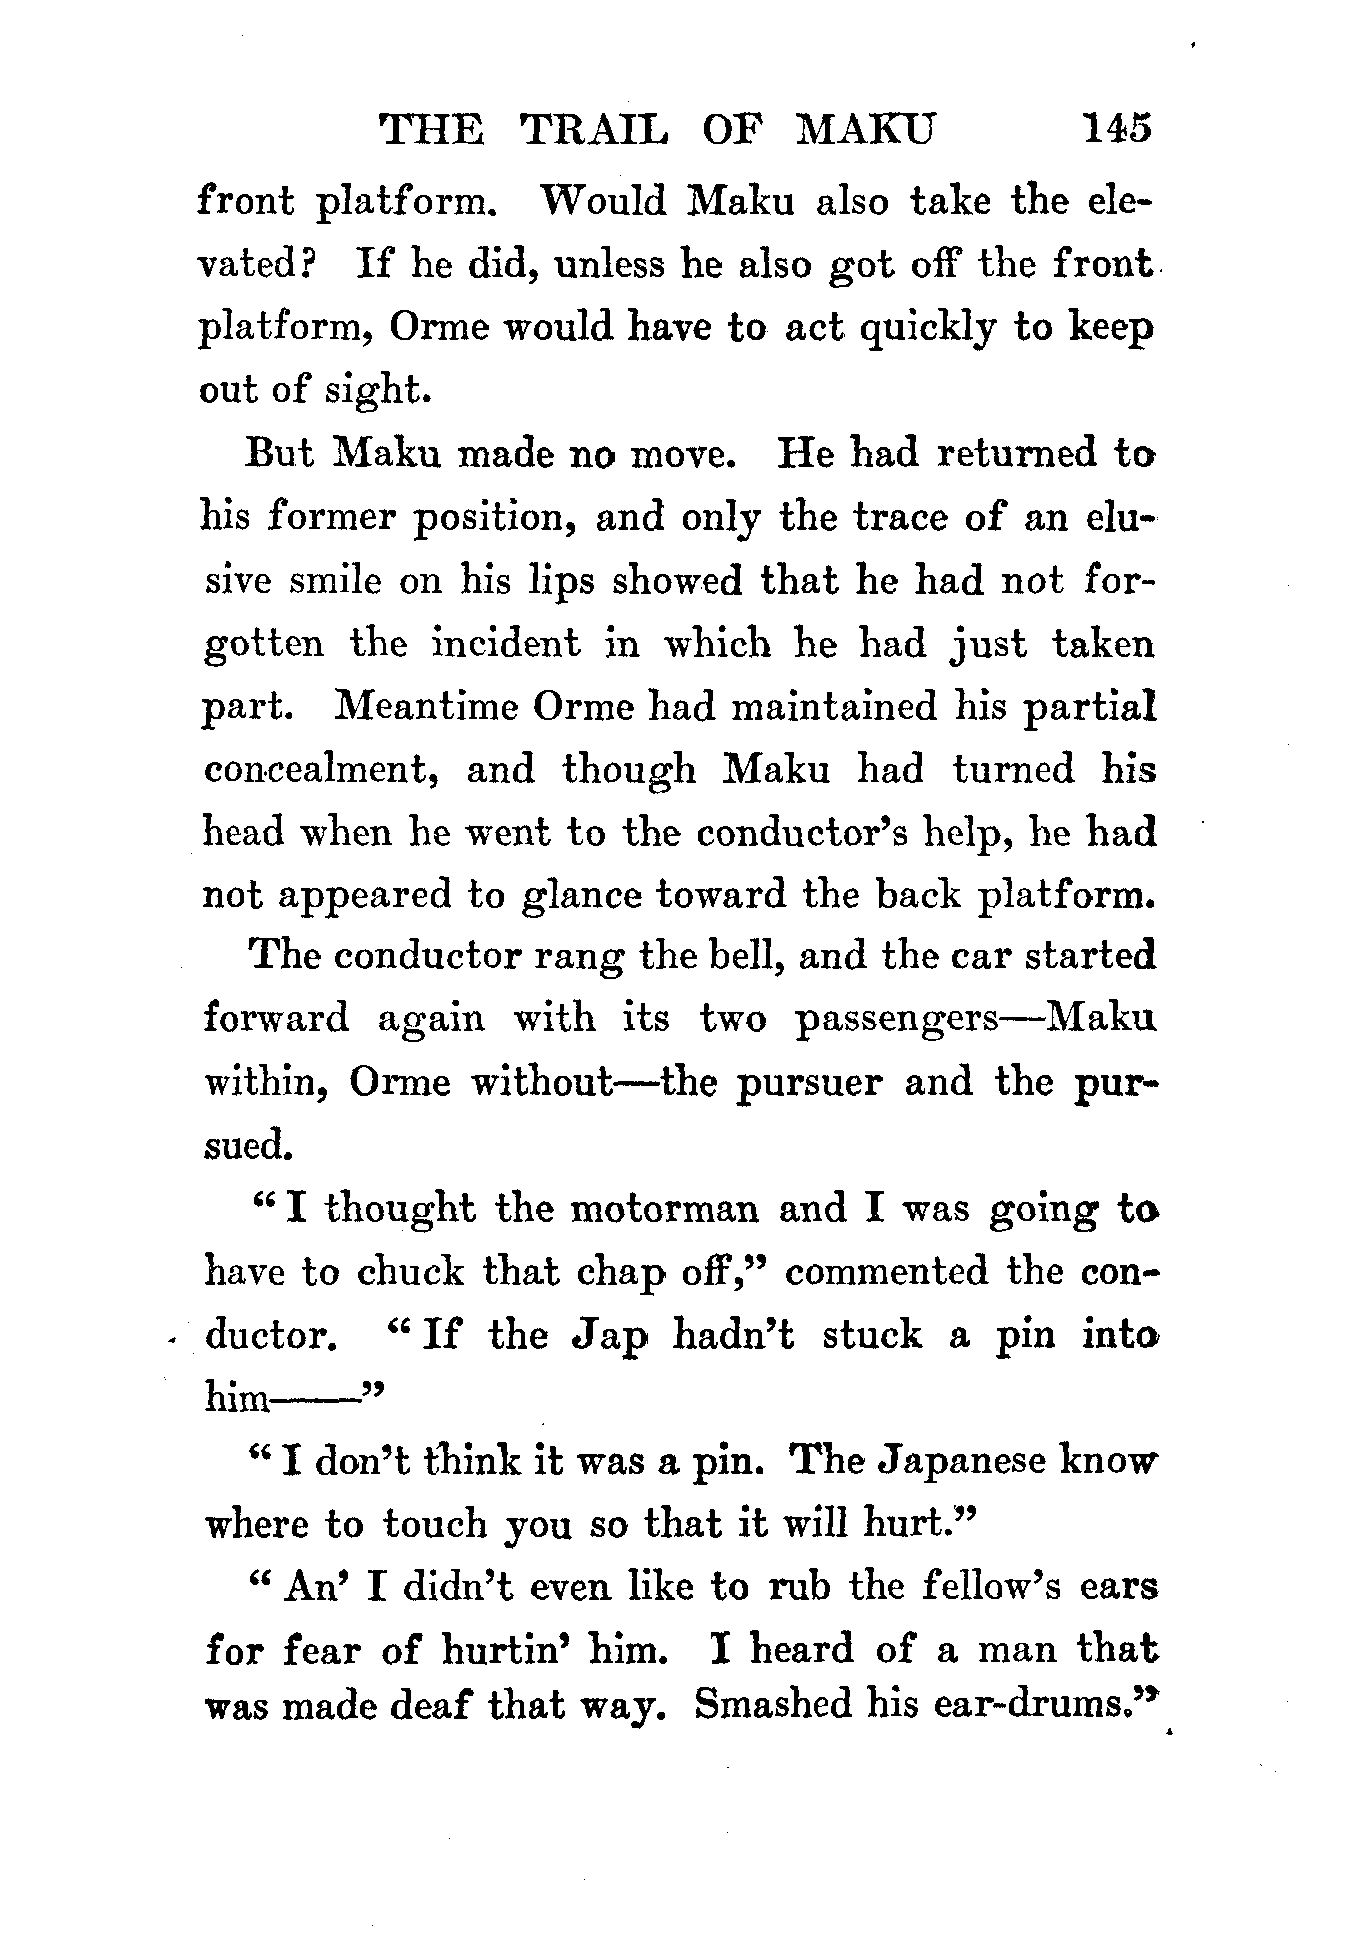 THE TRAIL OF MAKU 145
front platform. Would Maku also take the ele-
vated? If he did, unless he also got off the front
platform, Orme would have to act quickly to keep
out of sight.
But Maku made no move. He had returned to
his former position, and only the trace of an elu-
sive smile on his lips showed that he had not for-
gotten the incident in which he had just taken
part. Meantime Orme had maintained his partial
concealment, and though Maku had turned his
head when he went to the conductor's help, he had
not appeared to glance toward the back platform.
The conductor rang the bell, and the car started
forward again with its two passengers—Maku
within, Orme without—the pursuer and the pur-
sued.
“I thought the motorman and I was going to
have to chuck that chap off,” commented the con-
ductor. “If the Jap hadn't stuck a pin into
him——”
“I don't think it was a pin. The Japanese know
where to touch you so that it will hurt.”
“An' I didn't even like to rub the fellow's ears
for fear of hurtin' him. I heard of a man that
was made deaf that way. Smashed his ear-drums.”